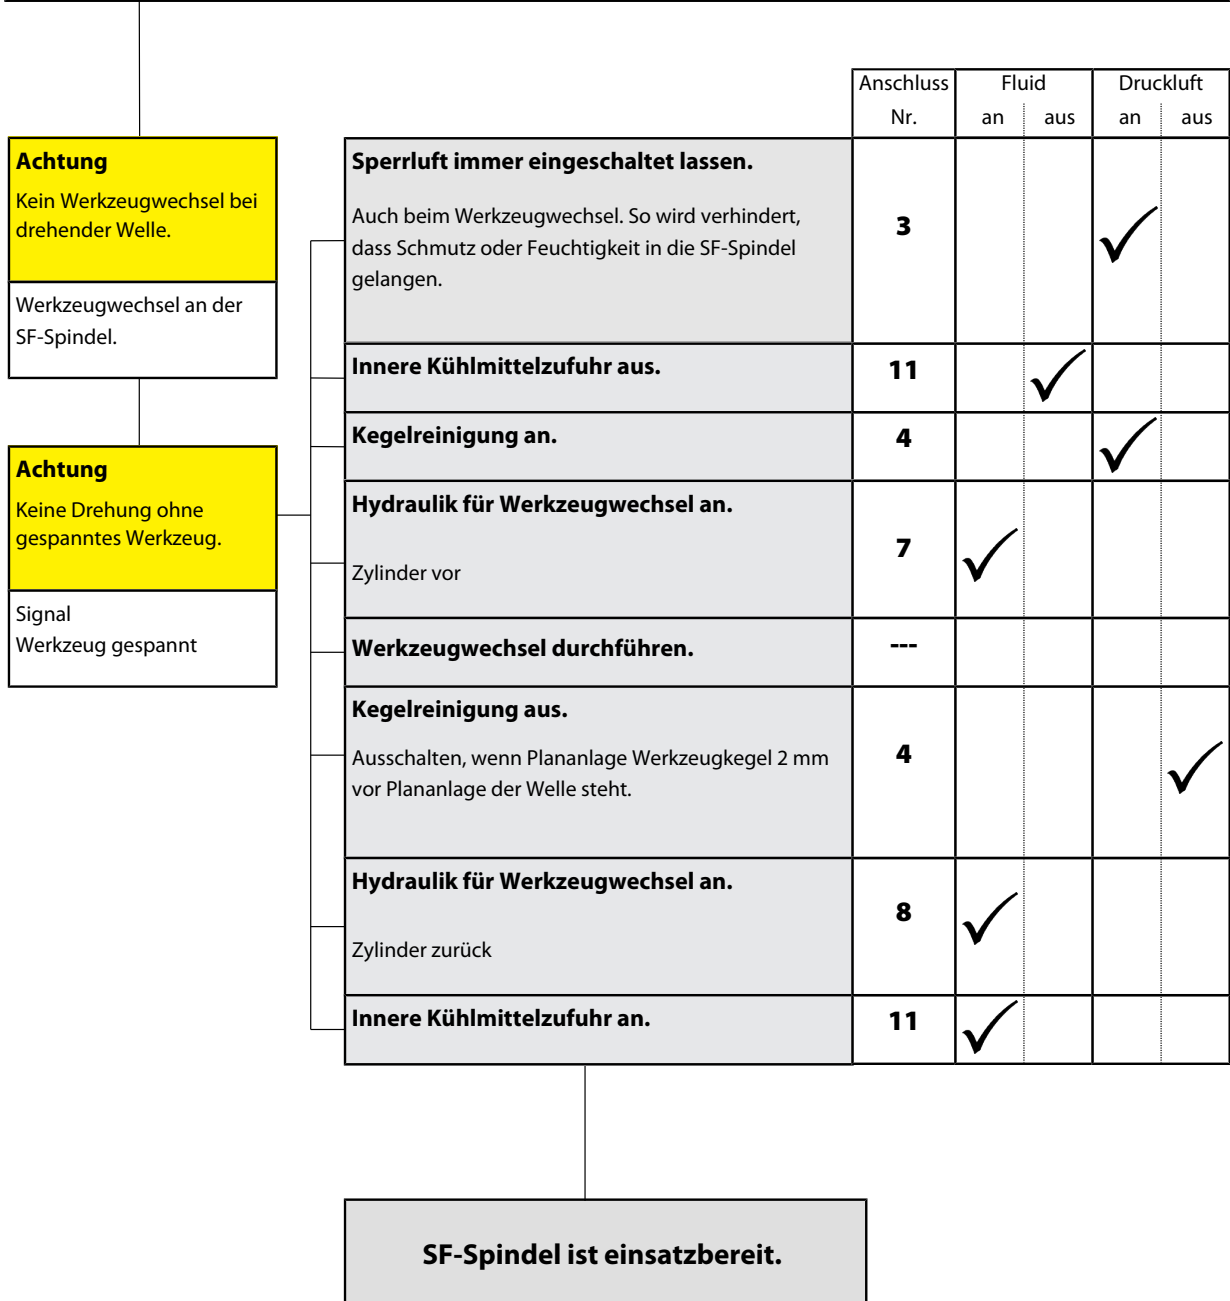 Anschluss Fluid Druckluft
Nr. an aus an aus
Achtung
Kein Werkzeugwechsel bei
drehender Welle.
Werkzeugwechsel an der
SF-Spindel.
Achtung
Keine Drehung ohne
gespanntes Werkzeug.
Signal
Werkzeug gespannt
Sperrluft immer eingeschaltet lassen.
Auch beim Werkzeugwechsel. So wird verhindert,
dass Schmutz oder Feuchtigkeit in die SF-Spindel
gelangen.
3
Innere Kühlmittelzufuhr aus.
11
Kegelreinigung an.
4
Hydraulik für Werkzeugwechsel an.
Zylinder vor
7
Werkzeugwechsel durchführen.
---
Kegelreinigung aus.
Ausschalten, wenn Plananlage Werkzeugkegel 2 mm
vor Plananlage der Welle steht.
4
Hydraulik für Werkzeugwechsel an.
Zylinder zurück
8
Innere Kühlmittelzufuhr an.
11
SF-Spindel ist einsatzbereit.